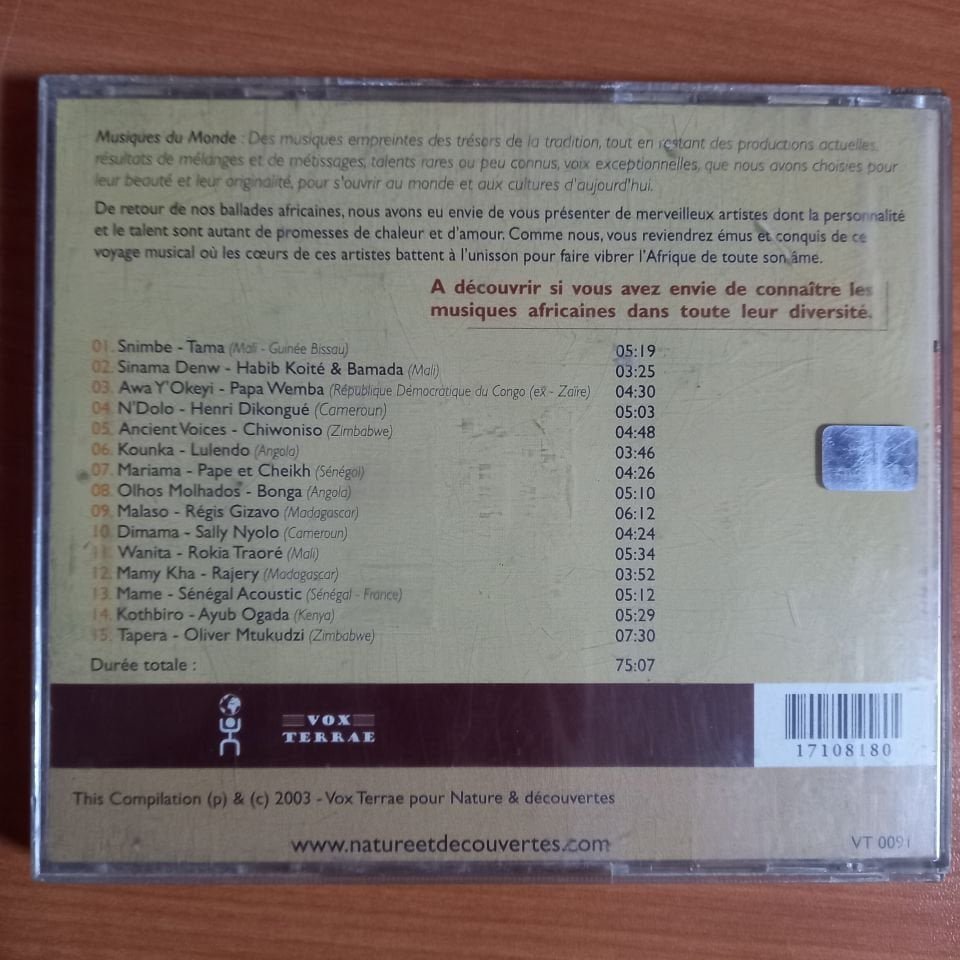 Musiques du Monde : Des musiques empreintes des trésors de la tradition, tout en restant des productions actuelles,
résultats de mélanges et de métissages, talents rares ou peu connus, voix exceptionnelles, que nous avons choisies pour
leur beauté et leur originalité, pour s'ouvrir au monde et aux cultures d'aujourd'hui.
De retour de nos ballades africaines, nous avons eu envie de vous présenter de merveilleux artistes dont la personnalité
et le talent sont autant de promesses de chaleur et d'amour. Comme nous, vous reviendrez émus et conquis de ce
voyage musical où les cœurs de ces artistes battent à l'unisson pour faire vibrer l'Afrique de toute son âme.
A découvrir si vous avez envie de connaître les
musiques africaines dans toute leur diversité.
01. Snimbe - Tama (Mali - Guinée Bissau) 05:19
02. Sinama Denw - Habib Koité & Bamada (Mali) 03:25
03. Awa Y'Okeyi - Papa Wemba (République Démocratique du Congo (ex - Zaïre) 04:30
04. N'Dolo - Henri Dikongué (Cameroun) 05:03
05. Ancient Voices - Chiwoniso (Zimbabwe) 04:48
06. Kounka - Lulendo (Angola) 03:46
07. Mariama - Pape et Cheikh (Sénégal) 04:26
08. Olhos Molhados - Bonga (Angola) 05:10
09. Malaso - Régis Gizavo (Madagascar) 06:12
10. Dimama - Sally Nyolo (Cameroun) 04:24
11. Wanita - Rokia Traoré (Mali) 05:34
12. Mamy Kha - Rajery (Madagascar) 03:52
13. Mame - Sénégal Acoustic (Sénégal - France) 05:12
14. Kothbiro - Ayub Ogada (Kenya) 05:29
15. Tapera - Oliver Mtukudzi (Zimbabwe) 07:30
Durée totale : 75:07
VOX
TERRAE
17108180
This Compilation (p) & (c) 2003 - Vox Terrae pour Nature & découvertes
www.natureetdecouvertes.com
VT 0091